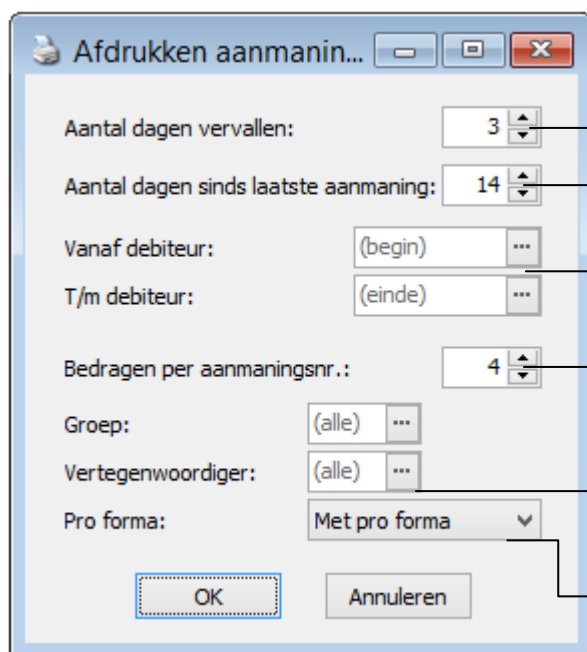 Afdrukken aanmanin...
Aantal dagen vervallen: 3
Aantal dagen sinds laatste aanmaning: 14
Vanaf debiteur: (begin) ...
T/m debiteur: (einde) ...
Bedragen per aanmaningsnr.: 4
Groep: (alle) ...
Vertegenwoordiger: (alle) ...
Pro forma: Met pro forma
OK Annuleren